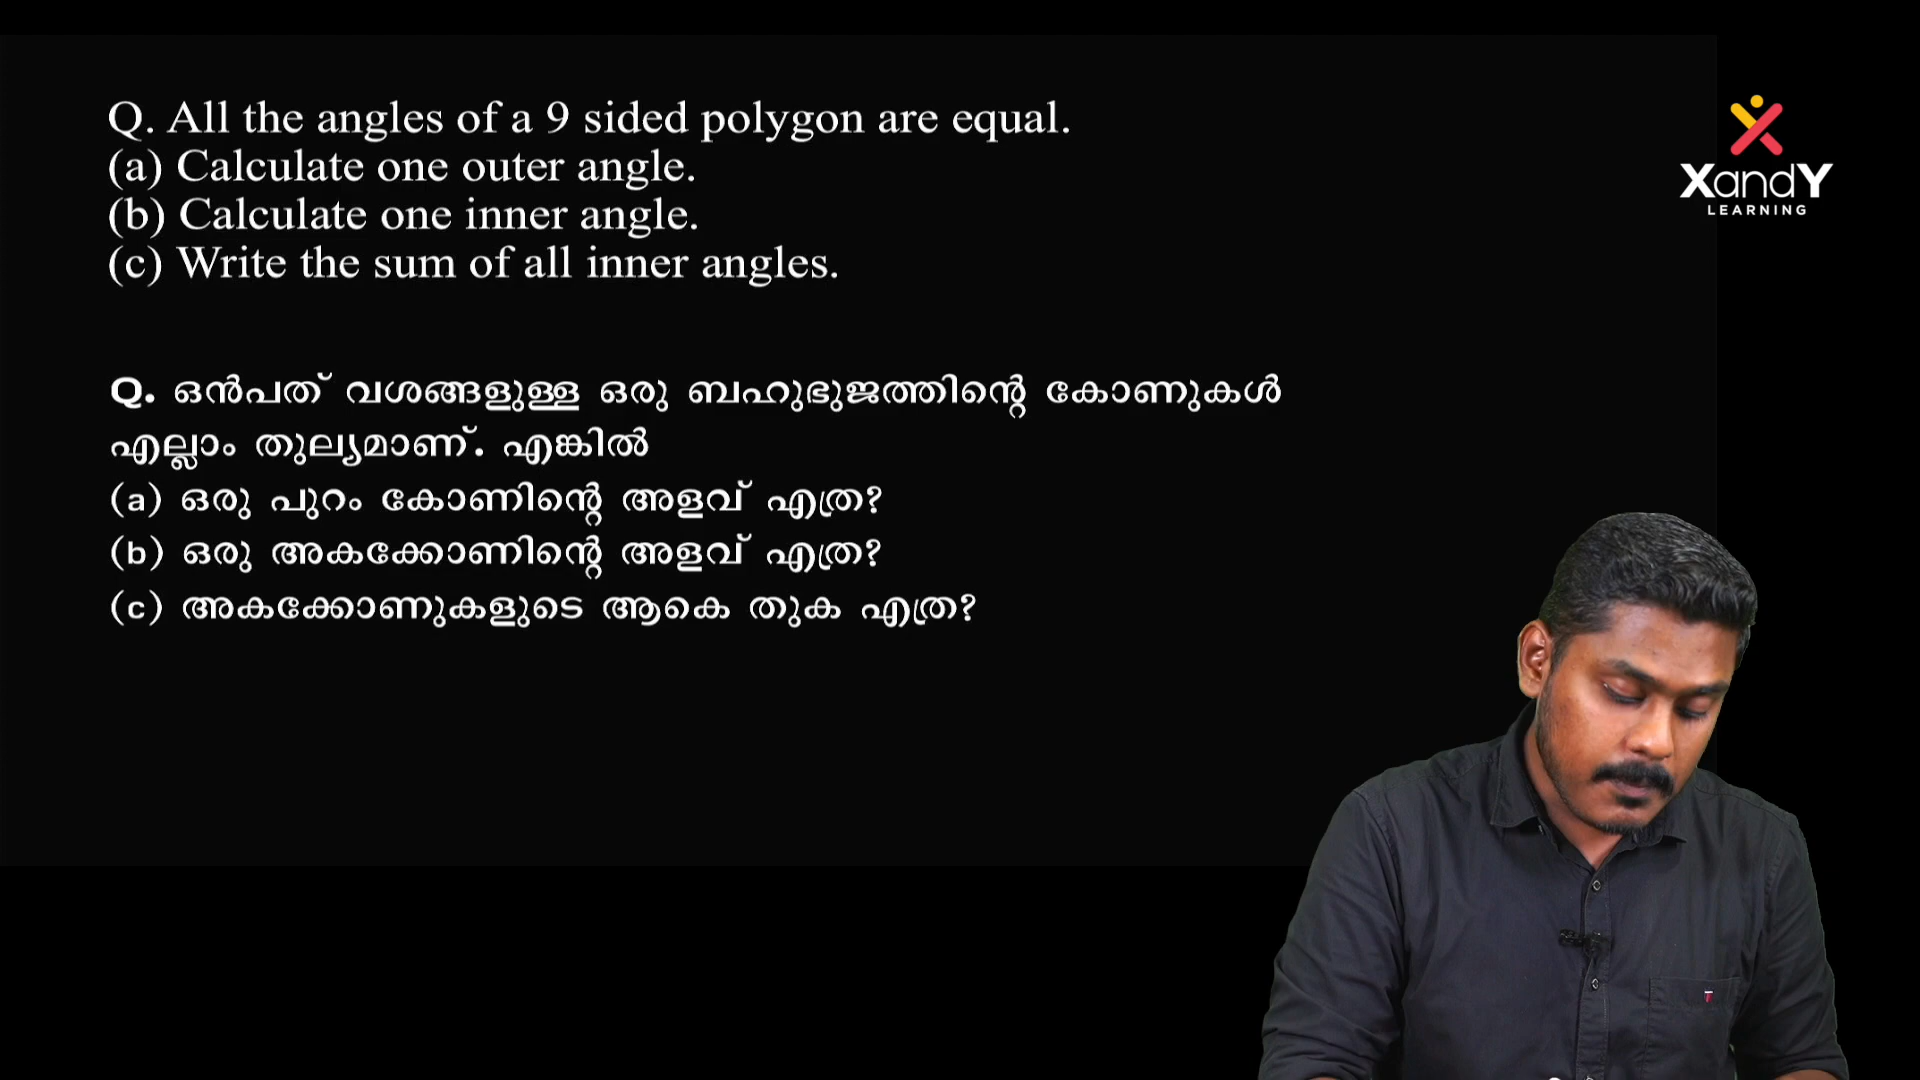 Q. All the angles of a 9 sided polygon are equal.
(a) Calculate one outer angle.
(b) Calculate one inner angle.
(c) Write the sum of all inner angles.
XandY
LEARNING
Q. ഒൻപത് വശങ്ങളുള്ള ഒരു ബഹുഭുജത്തിന്റെ കോണുകൾ
എല്ലാം തുല്യമാണ്. എങ്കിൽ
(a) ഒരു പുറം കോണിന്റെ അളവ് എത്ര?
(b) ഒരു അകക്കോണിന്റെ അളവ് എത്ര?
(c) അകക്കോണുകളുടെ ആകെ തുക എത്ര?